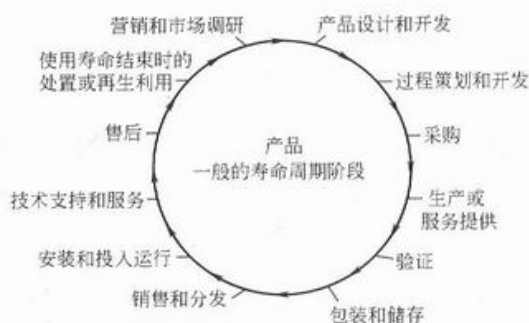 营销和市场调研
产品设计和开发
过程策划和开发
采购
生产或
服务提供
验证
包装和储存
销售和分发
安装和投入运行
技术支持和服务
售后
使用寿命结束时的
处置或再生利用
产品
一般的寿命周期阶段